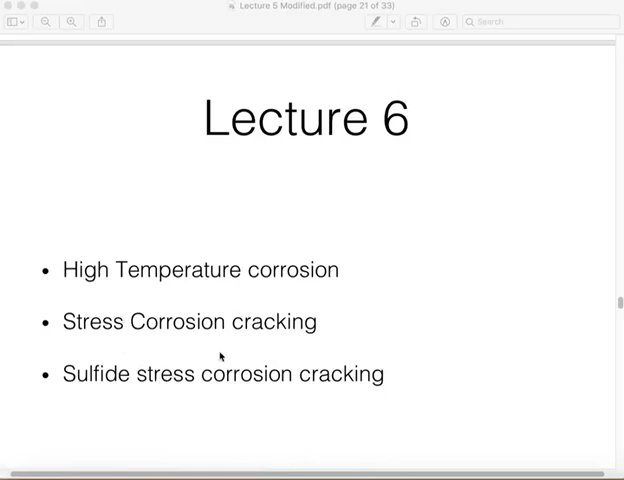 Lecture 5 Modified.pdf (page 21 of 33)
Search
Lecture 6
• High Temperature corrosion
• Stress Corrosion cracking
• Sulfide stress corrosion cracking